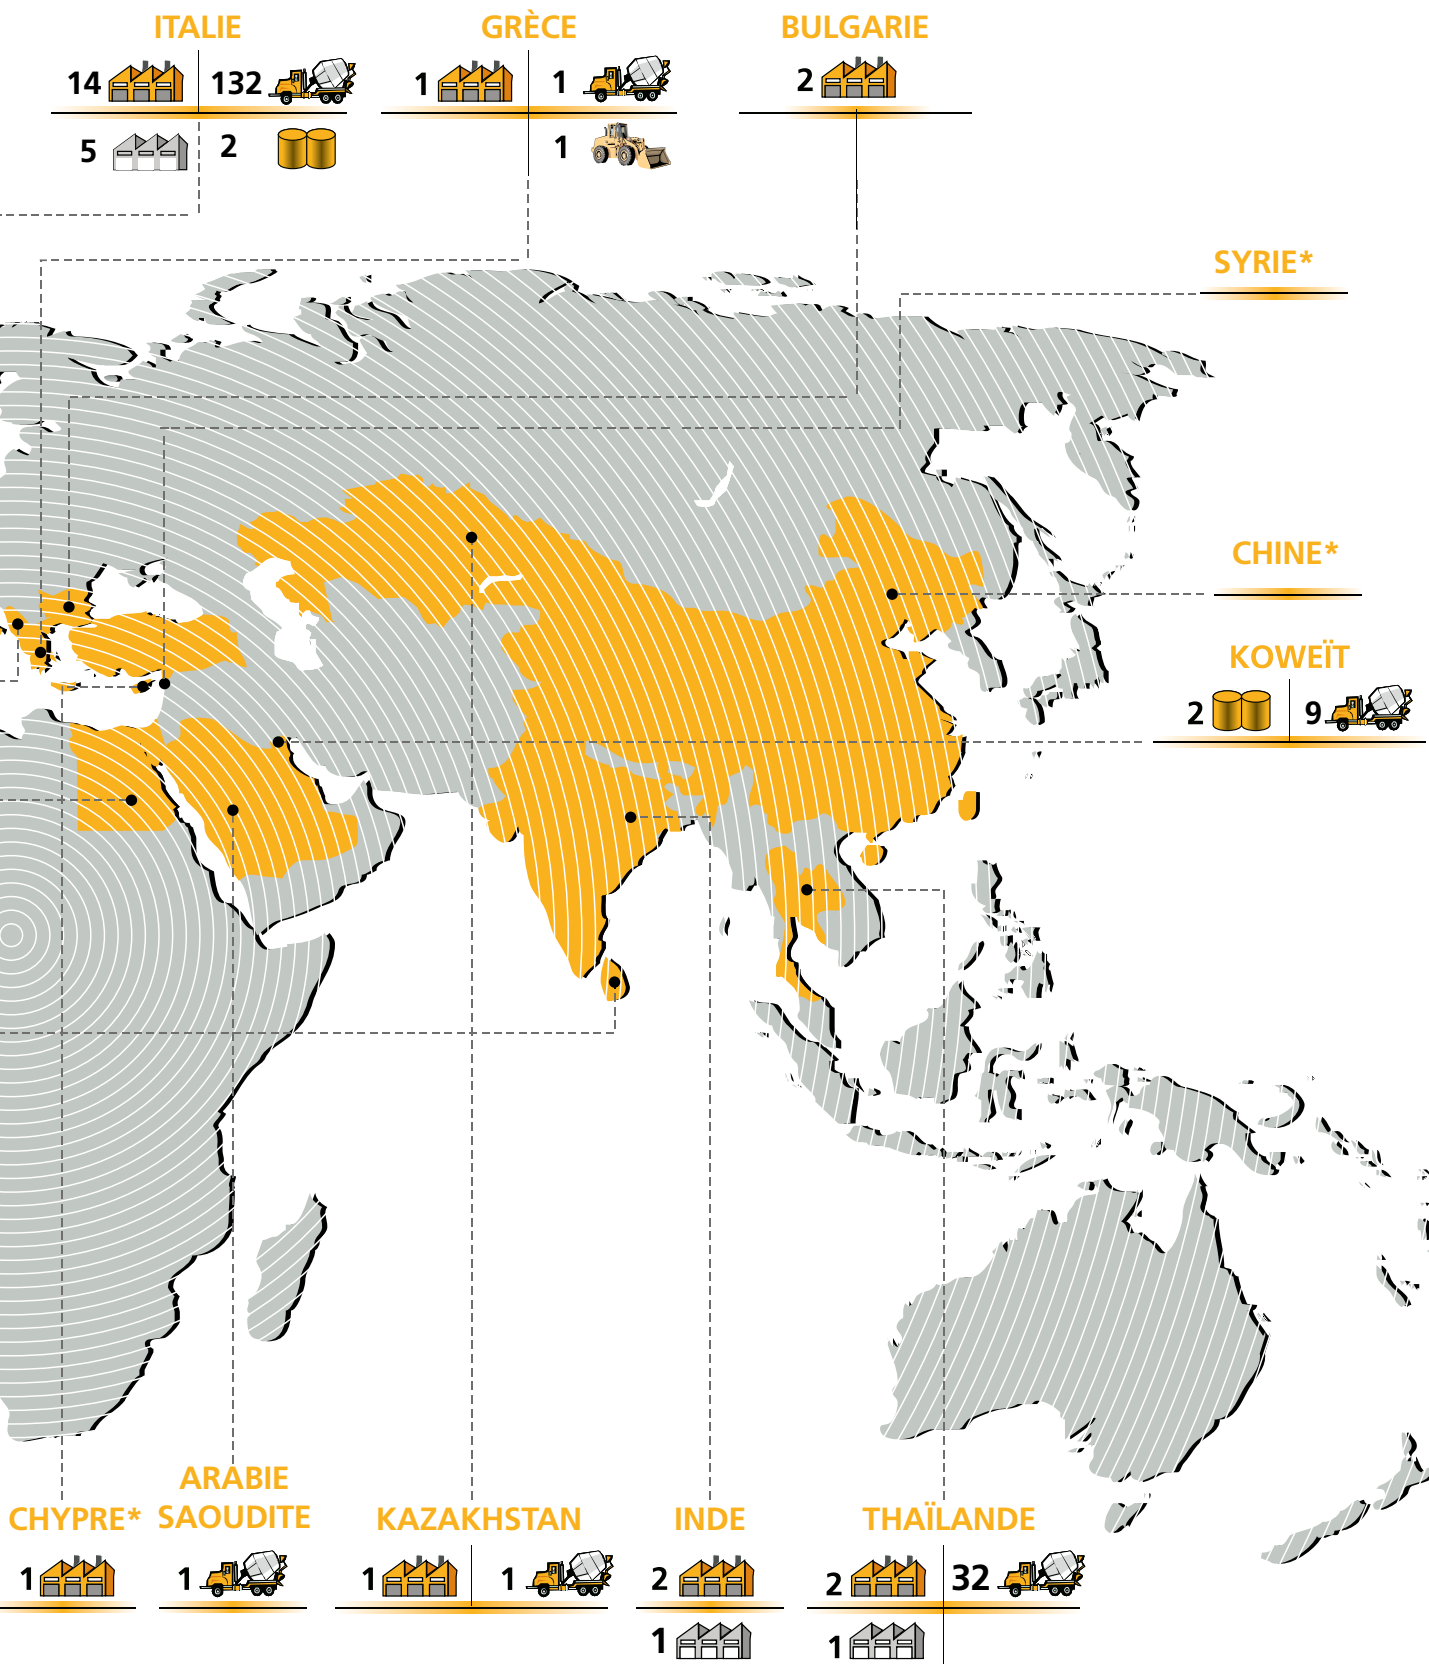 ITALIE
GRÈCE
BULGARIE
14
132
1
1
2
5
2
1
SYRIE*
CHINE*
KOWEÏT
2
9
ARABIE
CHYPRE*
SAOUDITE
KAZAKHSTAN
INDE
THAÏLANDE
1
1
1
1
2
2
32
1
1